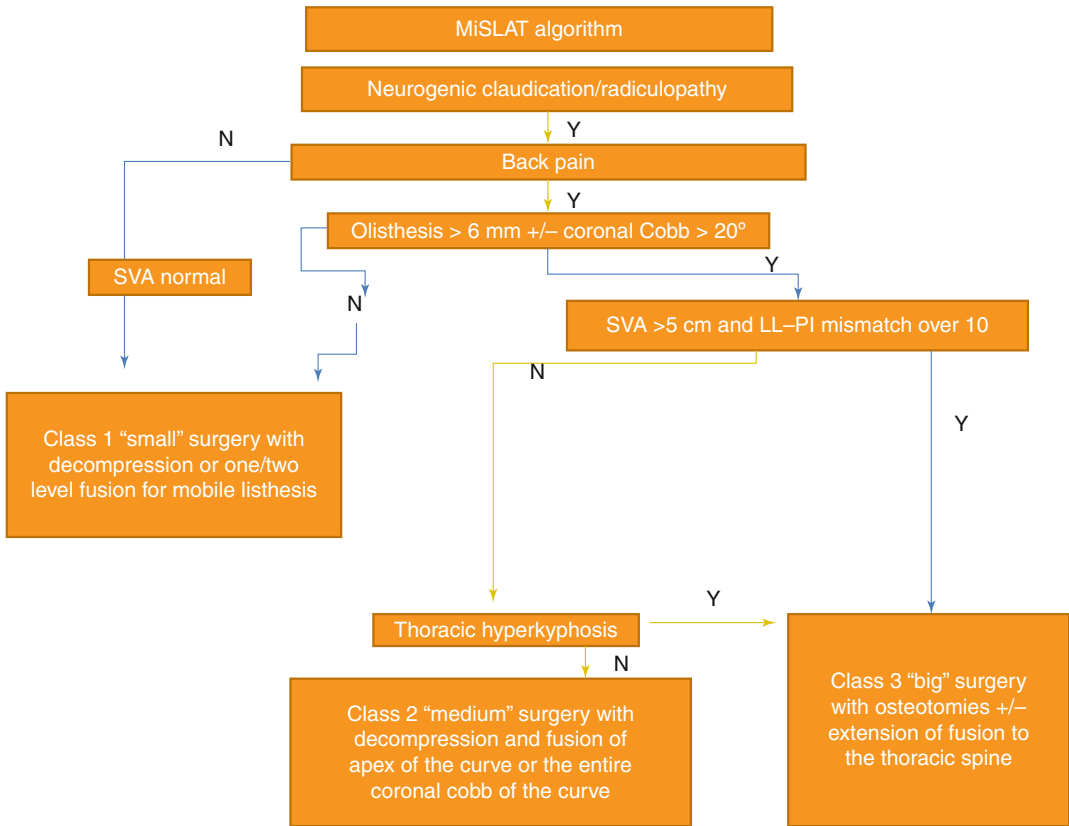 MiSLAT algorithm
Neurogenic claudication/radiculopathy
Y
N
Back pain
Y
Olisthesis > 6 mm +/– coronal Cobb > 20º
Y
SVA normal
N
SVA >5 cm and LL–PI mismatch over 10
N
Y
Class 1 “small” surgery with
decompression or one/two
level fusion for mobile listhesis
Y
Thoracic hyperkyphosis
N
Class 2 “medium” surgery with
decompression and fusion of
apex of the curve or the entire
coronal cobb of the curve
Class 3 “big” surgery
with osteotomies +/–
extension of fusion to
the thoracic spine